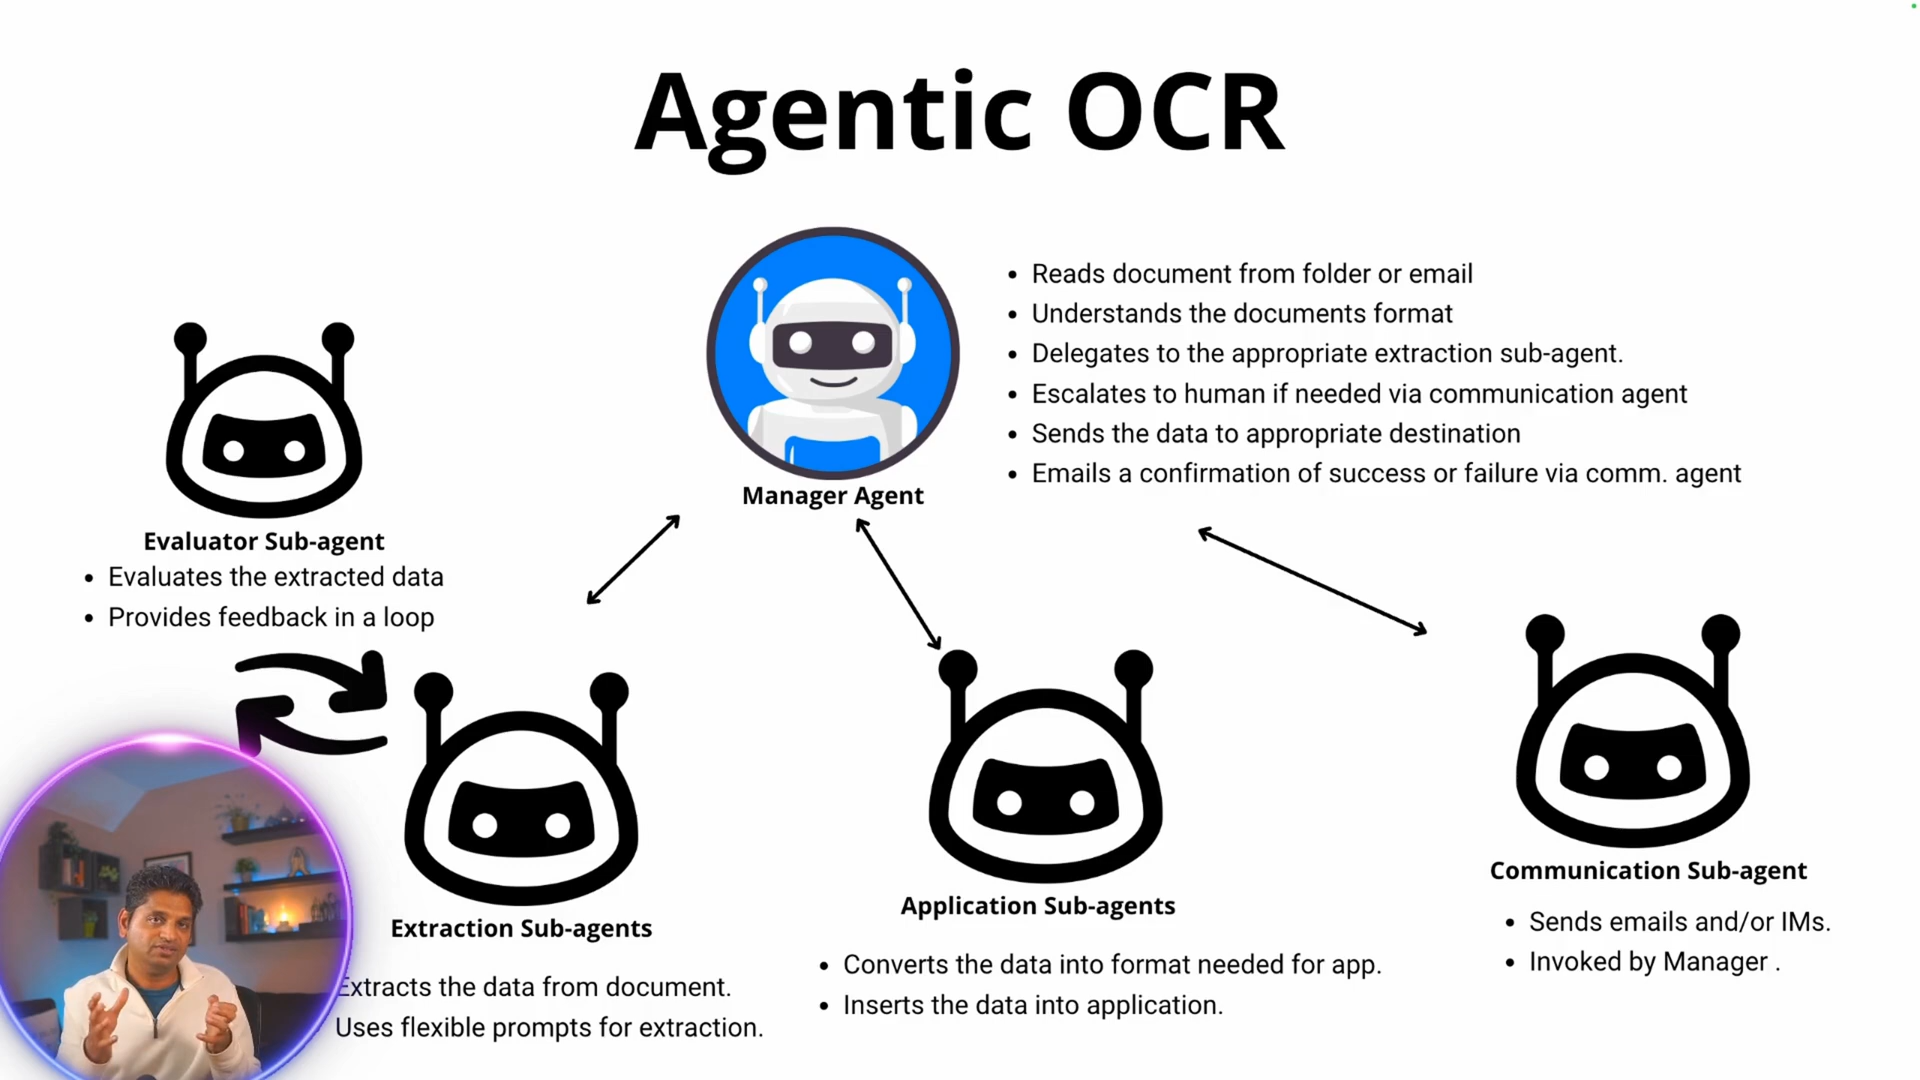 Agentic OCR
Reads document from folder or email
Understands the documents format
Delegates to the appropriate extraction sub-agent.
Escalates to human if needed via communication agent
Sends the data to appropriate destination
Emails a confirmation of success or failure via comm. agent
Manager Agent
Evaluator Sub-agent
Evaluates the extracted data
Provides feedback in a loop
Extraction Sub-agents
Extracts the data from document.
Uses flexible prompts for extraction.
Application Sub-agents
Converts the data into format needed for app.
Inserts the data into application.
Communication Sub-agent
Sends emails and/or IMs.
Invoked by Manager .